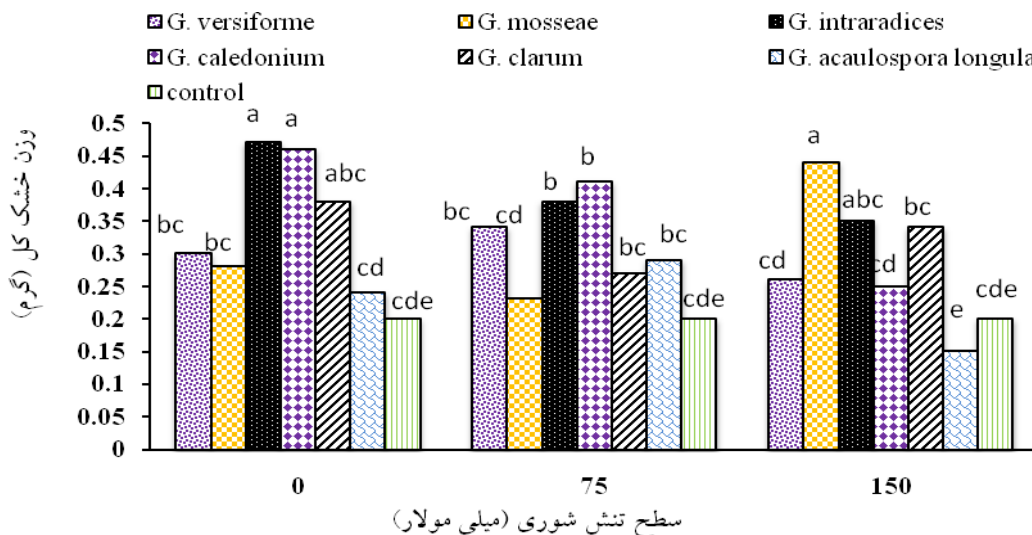 G. versiforme G. mosseae G. intraradices
G. caledonium G. clarum G. acaulospora longula
control
وزن خشک کل (گرم)
0.5
0.45
0.4
0.35
0.3
0.25
0.2
0.15
0.1
0.05
0
bc bc a a abc cd cde
bc cd b b bc bc cde
cd a abc cd bc e cde
0 75 150
سطح تنش شوری (میلی مولار)